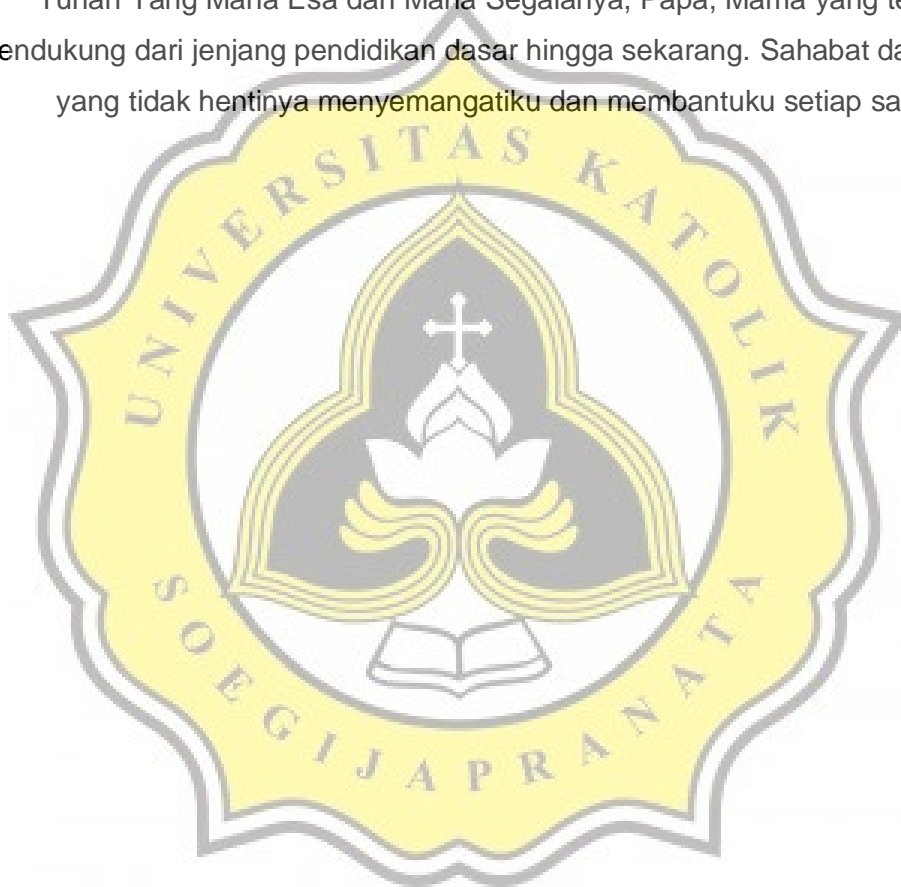 Tuhan Yang Maha Esa dan Maha Segalanya, Papa, Mama yang
endukung dari jenjang pendidikan dasar hingga sekarang. Sahabat
yang tidak hentinya menyemangatiku dan membantuku setiap
UNIVERSITAS KATOLIK
SOEGIJAPRANATA